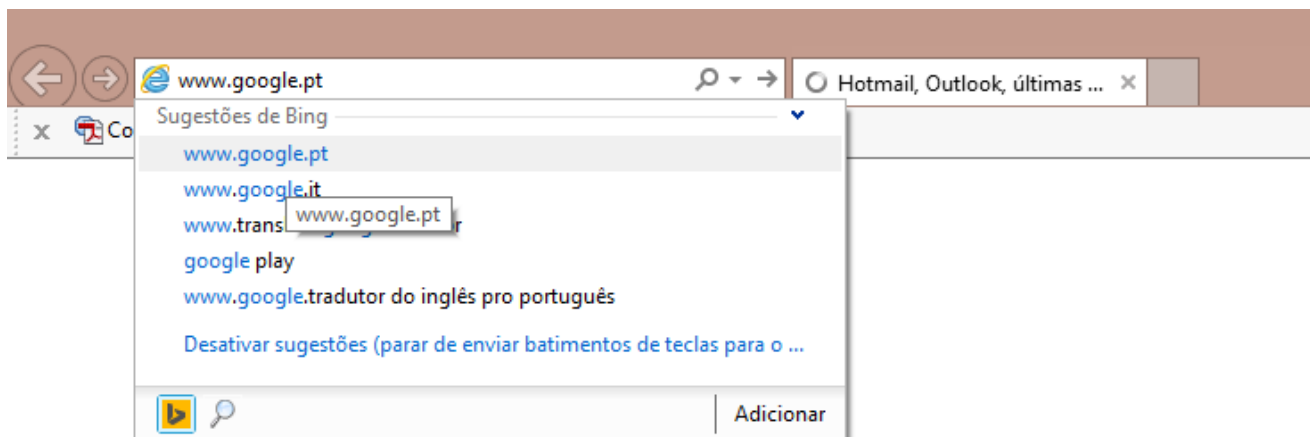 www.google.pt
Hotmail, Outlook, últimas ...
Co
Sugestões de Bing
www.google.pt
www.google.it
www.google.pt
www.trans
r
google play
www.google.tradutor do inglês pro português
Desativar sugestões (parar de enviar batimentos de teclas para o ...
Adicionar